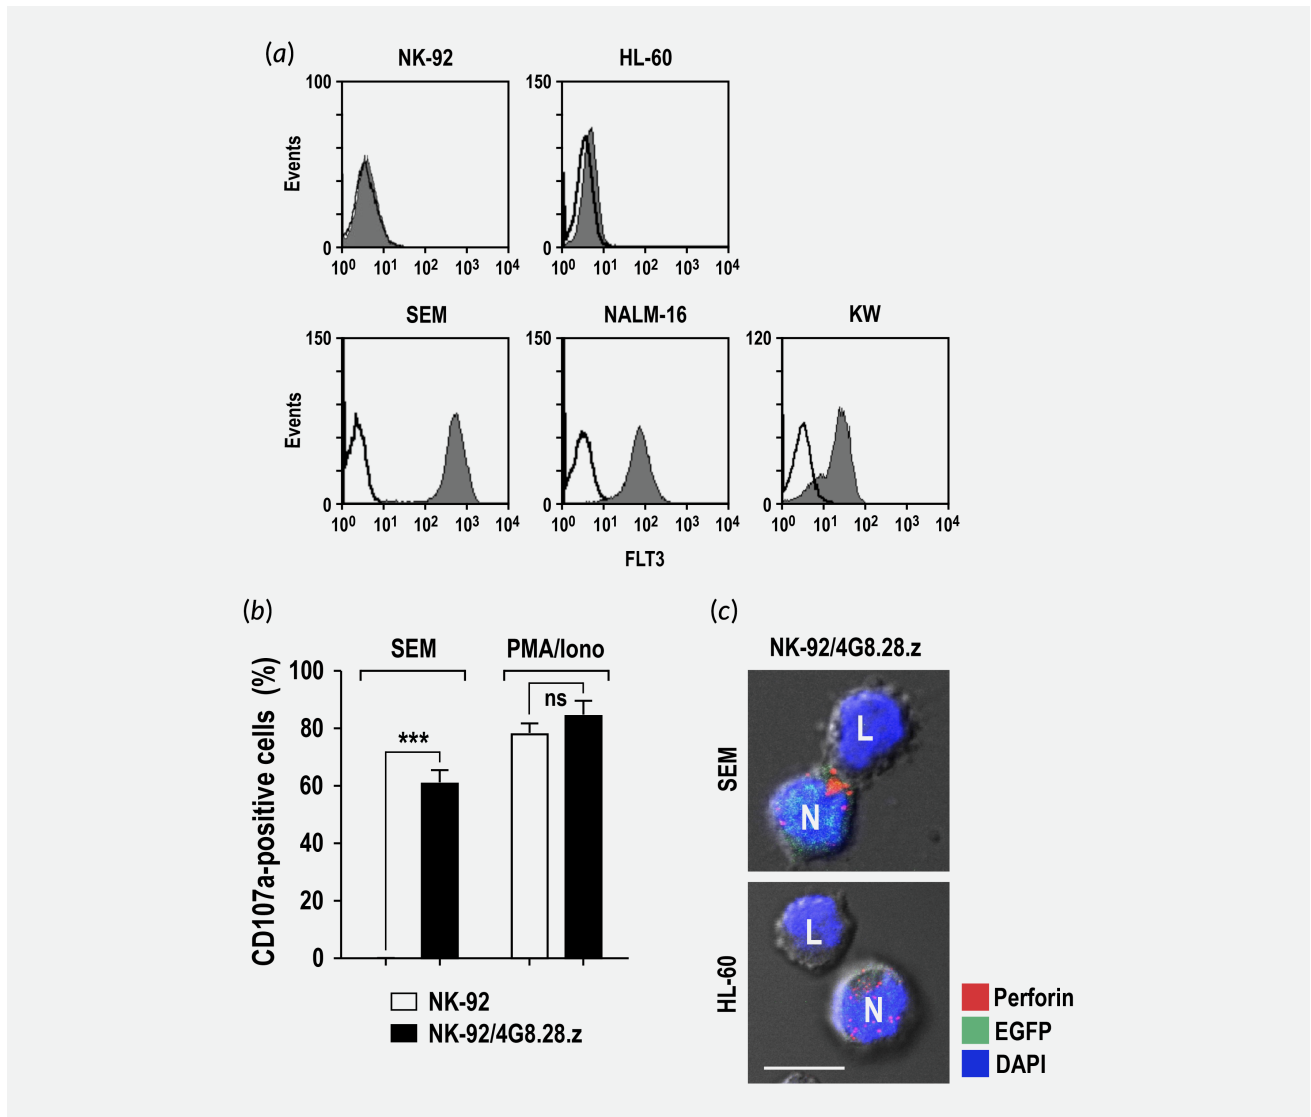 (a)
NK-92 HL-60
100 150
Events
0 0
10⁰ 10¹ 10² 10³ 10⁴ 10⁰ 10¹ 10² 10³ 10⁴
SEM NALM-16 KW
150 150 120
Events
0 0 0
10⁰ 10¹ 10² 10³ 10⁴ 10⁰ 10¹ 10² 10³ 10⁴ 10⁰ 10¹ 10² 10³ 10⁴
FLT3
(b)
SEM PMA/Iono
CD107a-positive cells (%)
100
80
60
40
20
0
***
ns
NK-92
NK-92/4G8.28.z
(c)
NK-92/4G8.28.z
SEM
L
N
HL-60
L
N
Perforin
EGFP
DAPI